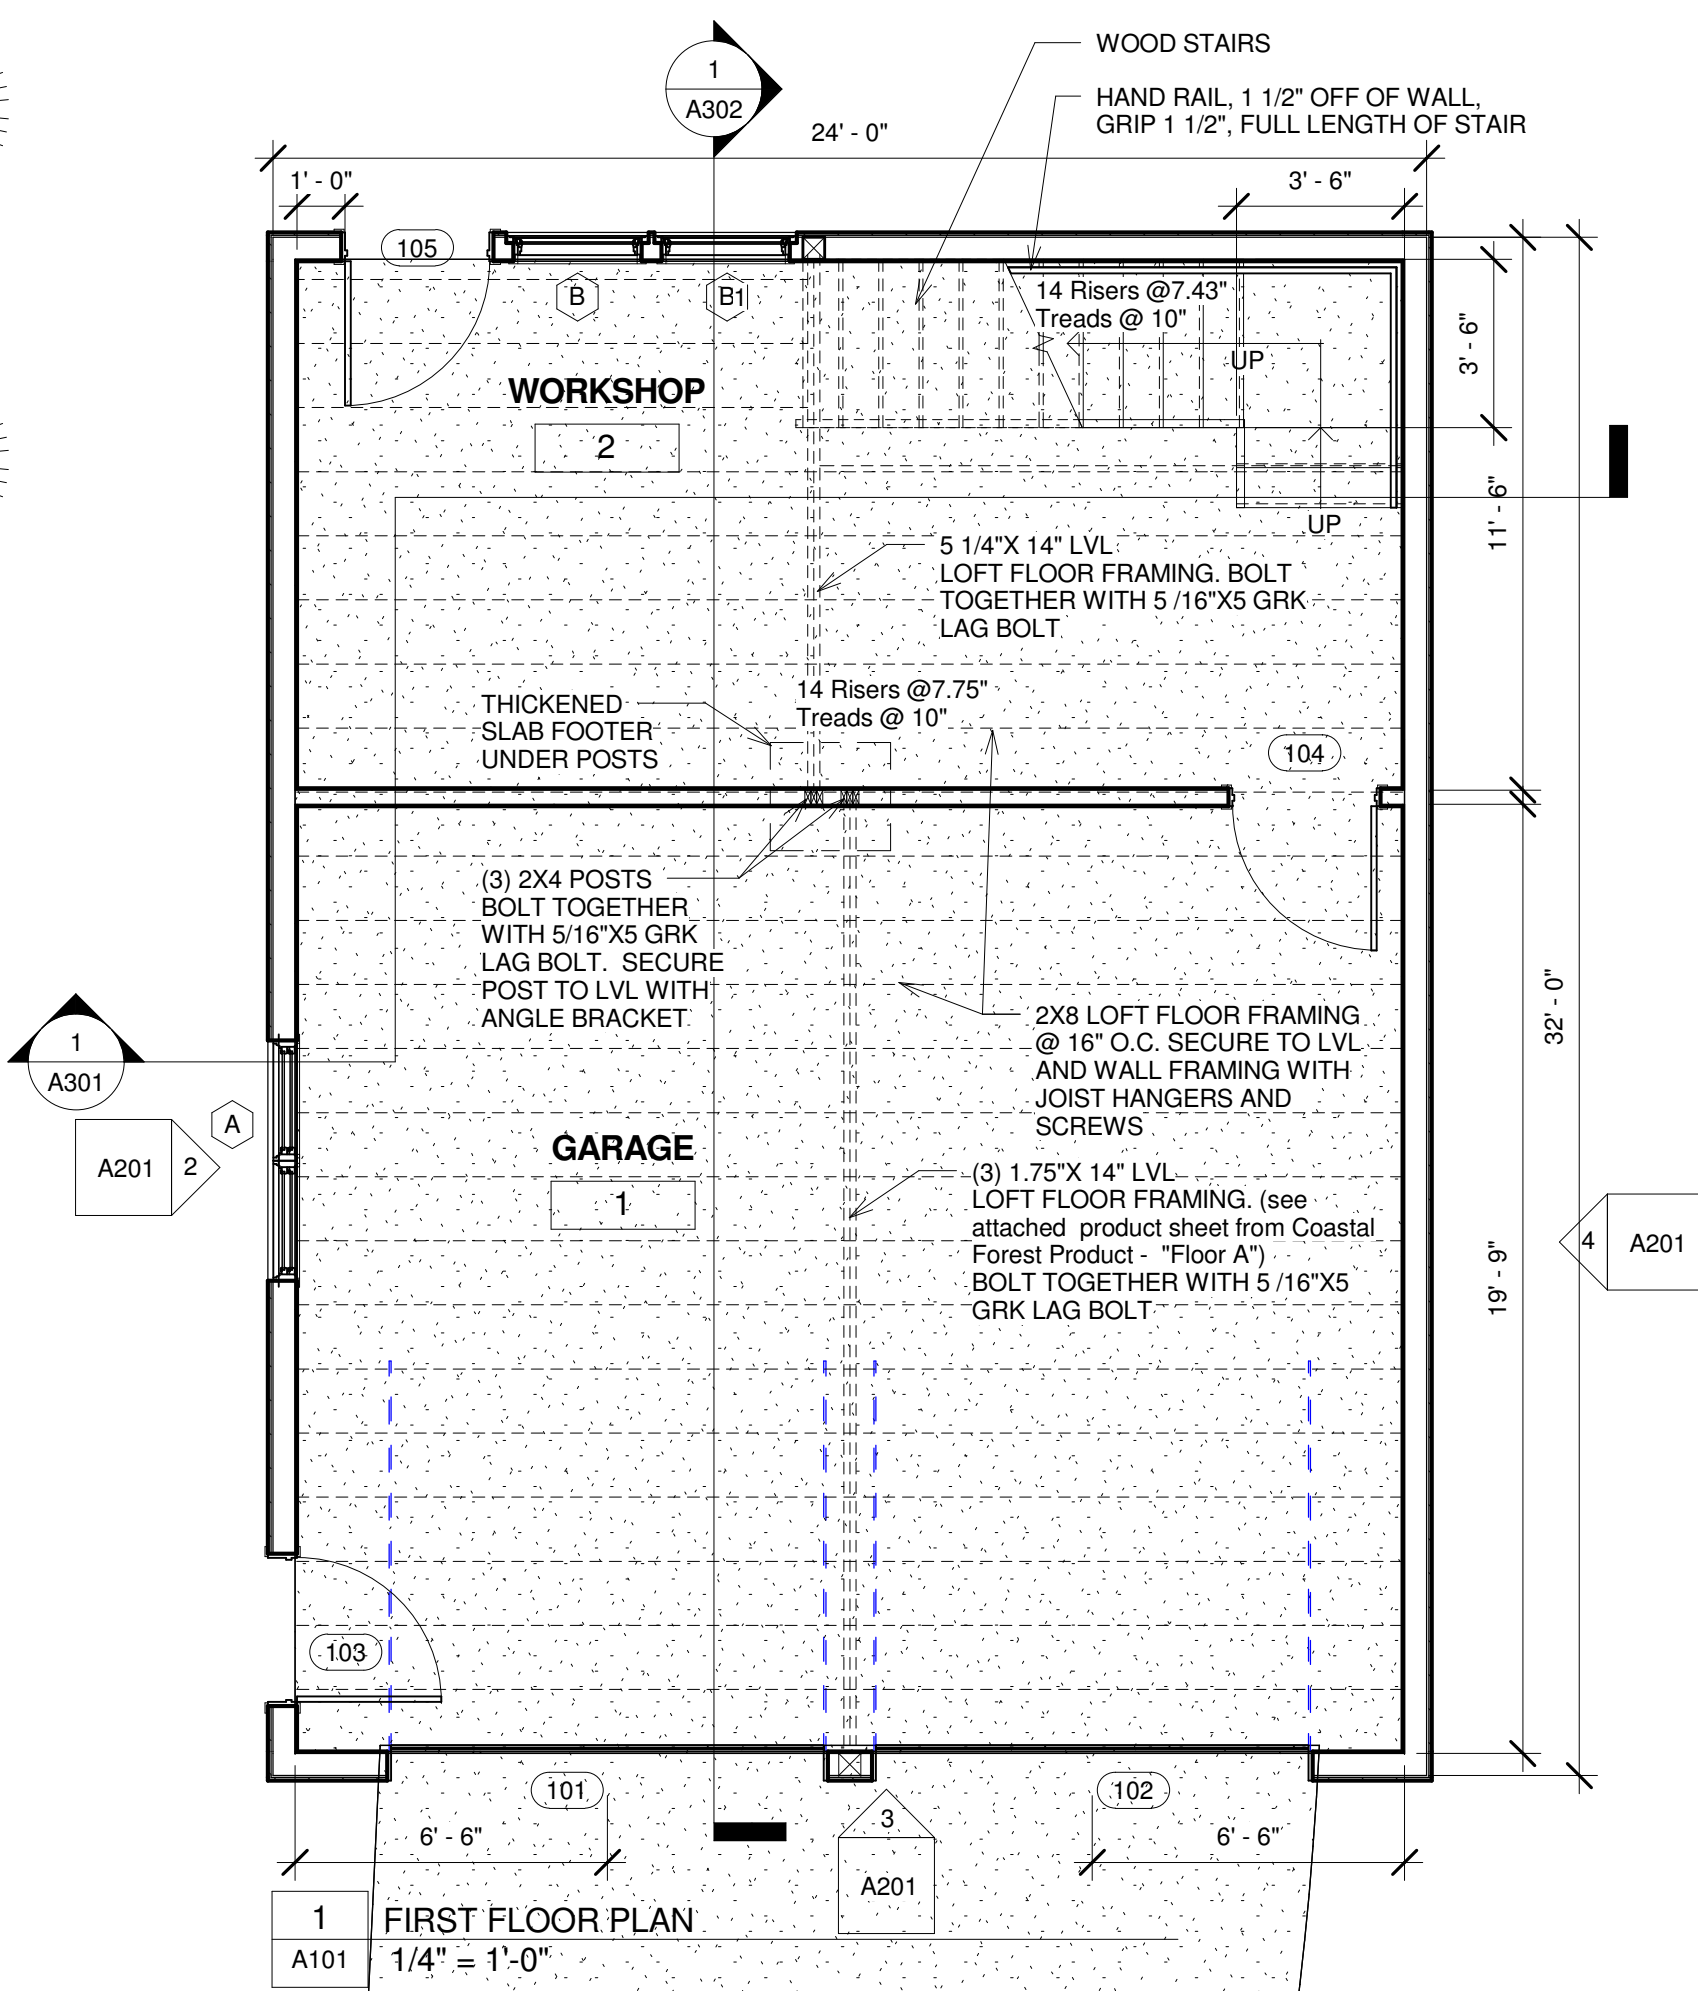 WOOD STAIRS
1
A302
HAND RAIL, 1 1/2" OFF OF WALL,
GRIP 1 1/2", FULL LENGTH OF STAIR
24' - 0"
1' - 0"
3' - 6"
105
B
B1
14 Risers @7.43"
Treads @ 10"
UP
3' - 6"
WORKSHOP
2
UP
11' - 6"
5 1/4"X 14" LVL
LOFT FLOOR FRAMING. BOLT
TOGETHER WITH 5 /16"X5 GRK
LAG BOLT
THICKENED
SLAB FOOTER
UNDER POSTS
14 Risers @7.75"
Treads @ 10"
104
(3) 2X4 POSTS
BOLT TOGETHER
WITH 5/16"X5 GRK
LAG BOLT.  SECURE
POST TO LVL WITH
ANGLE BRACKET
2X8 LOFT FLOOR FRAMING
@ 16" O.C. SECURE TO LVL
AND WALL FRAMING WITH
JOIST HANGERS AND
SCREWS
32' - 0"
1
A301
A
A201
2
GARAGE
1
(3) 1.75"X 14" LVL
LOFT FLOOR FRAMING. (see
attached  product sheet from Coastal
Forest Product -  "Floor A")
BOLT TOGETHER WITH 5 /16"X5
GRK LAG BOLT
19' - 9"
4
A201
103
101
102
6' - 6"
3
A201
6' - 6"
1
A101
FIRST FLOOR PLAN
1/4" = 1'-0"